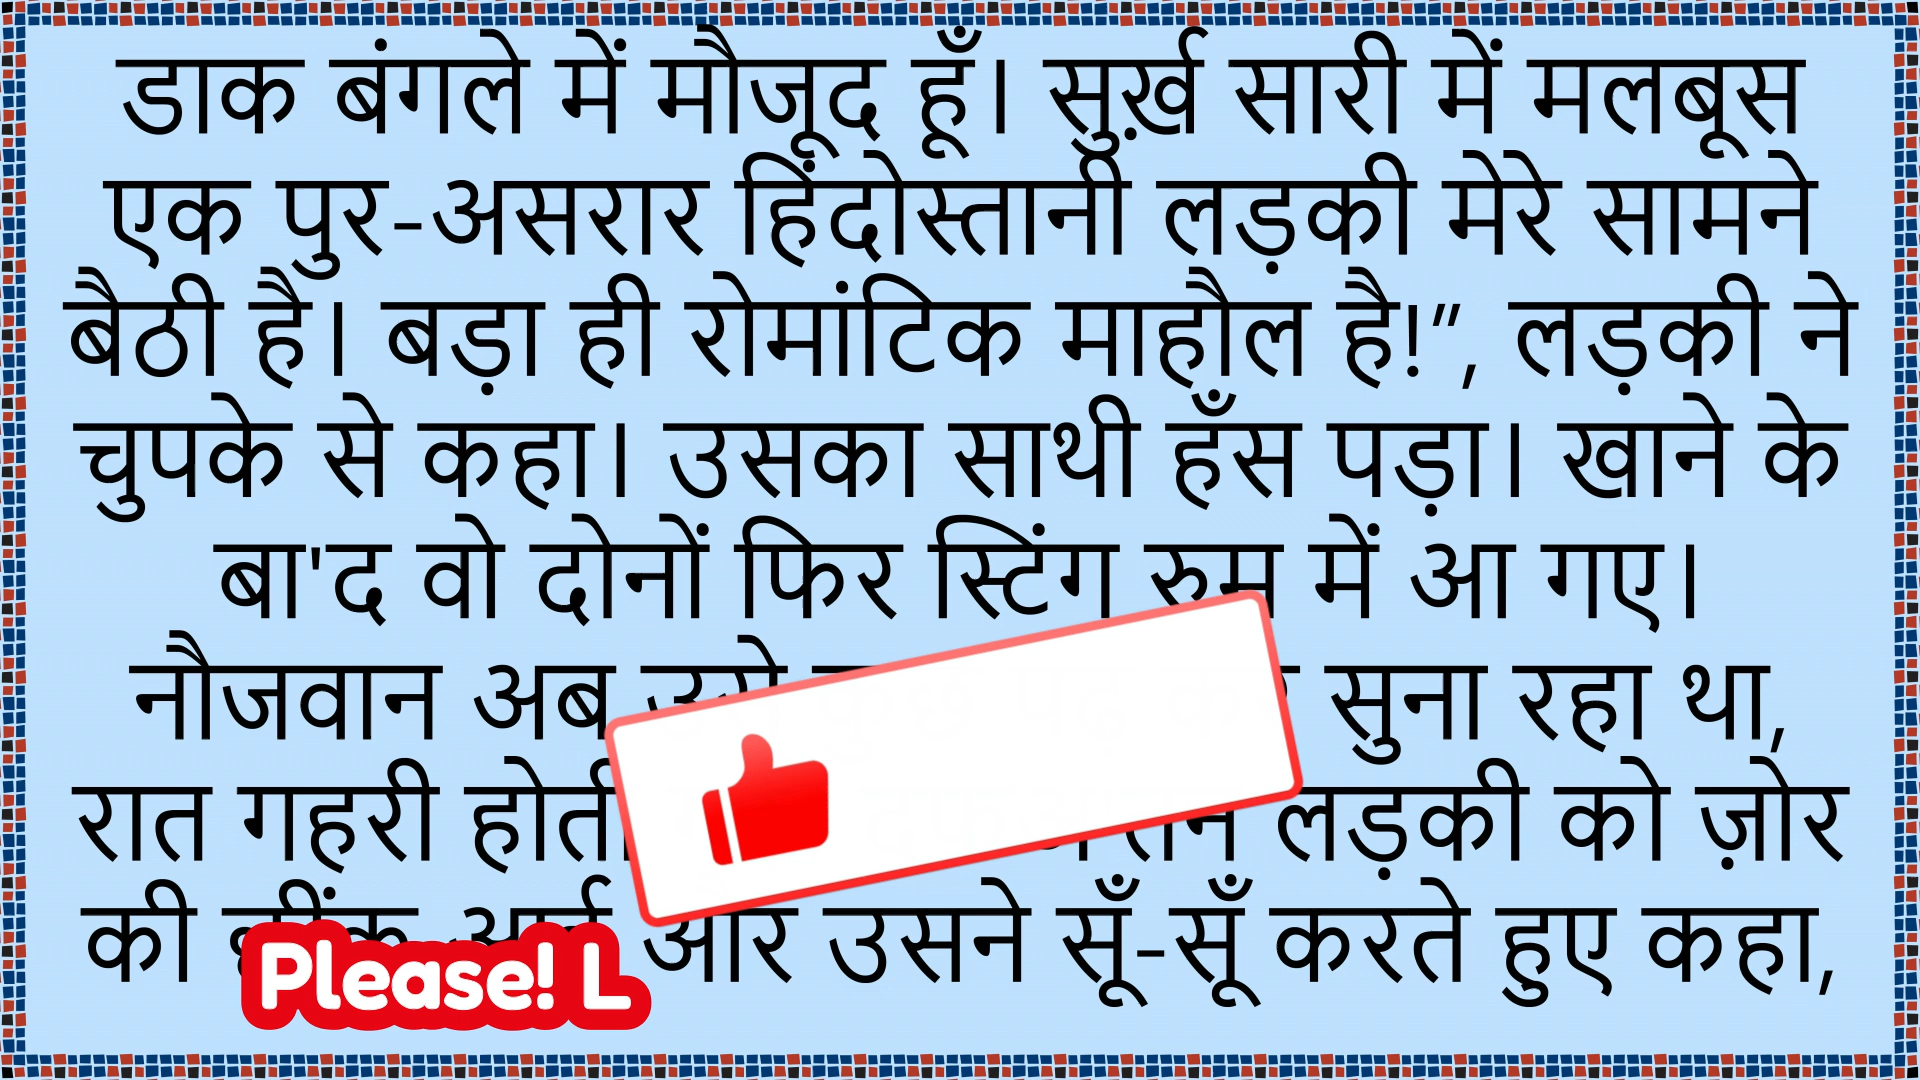 डाक बंगले में मौजूद हूँ। सुर्ख़ सारी में मलबूस
एक पुर-असरार हिंदोस्तानी लड़की मेरे सामने
बैठी है। बड़ा ही रोमांटिक माहौल है!”, लड़की ने
चुपके से कहा। उसका साथी हँस पड़ा। खाने के
बा'द वो दोनों फिर स्टिंग रुम में आ गए।
नौजवान अब उसे सुना रहा था,
रात गहरी होती लड़की को ज़ोर
की और उसने सूँ-सूँ करते हुए कहा,
Please! L